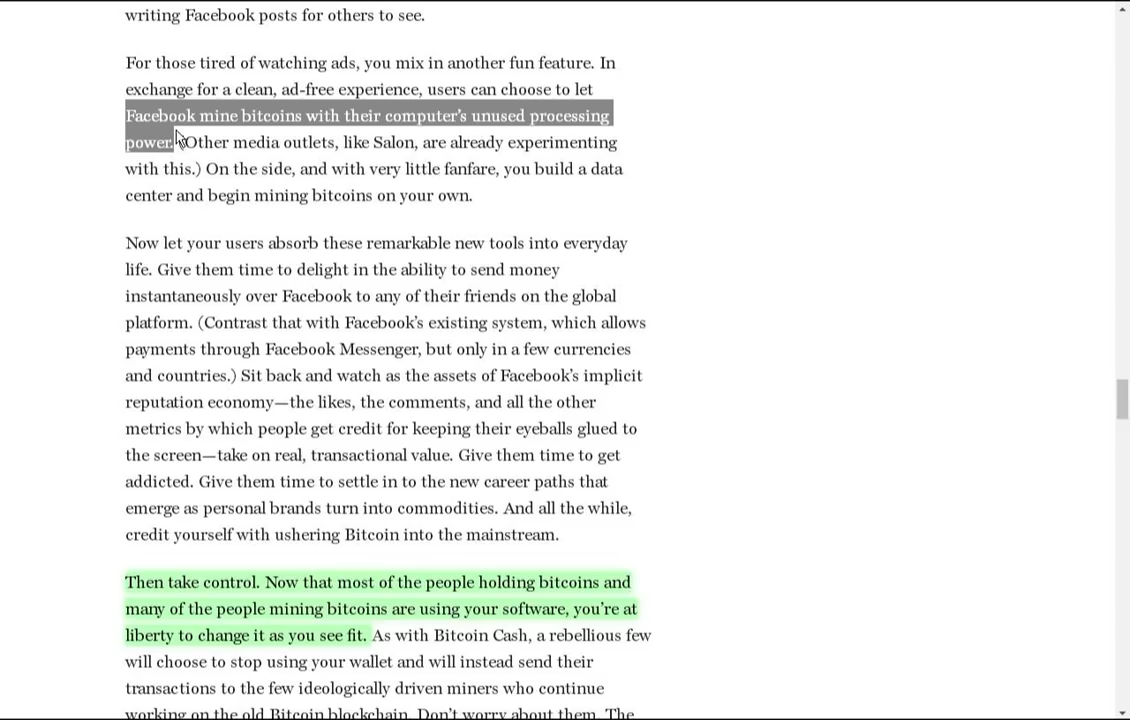 writing Facebook posts for others to see.
For those tired of watching ads, you mix in another fun feature. In
exchange for a clean, ad-free experience, users can choose to let
Facebook mine bitcoins with their computer's unused processing
power. (Other media outlets, like Salon, are already experimenting
with this.) On the side, and with very little fanfare, you build a data
center and begin mining bitcoins on your own.
Now let your users absorb these remarkable new tools into everyday
life. Give them time to delight in the ability to send money
instantaneously over Facebook to any of their friends on the global
platform. (Contrast that with Facebook's existing system, which allows
payments through Facebook Messenger, but only in a few currencies
and countries.) Sit back and watch as the assets of Facebook's implicit
reputation economy—the likes, the comments, and all the other
metrics by which people get credit for keeping their eyeballs glued to
the screen—take on real, transactional value. Give them time to get
addicted. Give them time to settle in to the new career paths that
emerge as personal brands turn into commodities. And all the while,
credit yourself with ushering Bitcoin into the mainstream.
Then take control. Now that most of the people holding bitcoins and
many of the people mining bitcoins are using your software, you're at
liberty to change it as you see fit. As with Bitcoin Cash, a rebellious few
will choose to stop using your wallet and will instead send their
transactions to the few ideologically driven miners who continue
working on the old Bitcoin blockchain. Don't worry about them. The